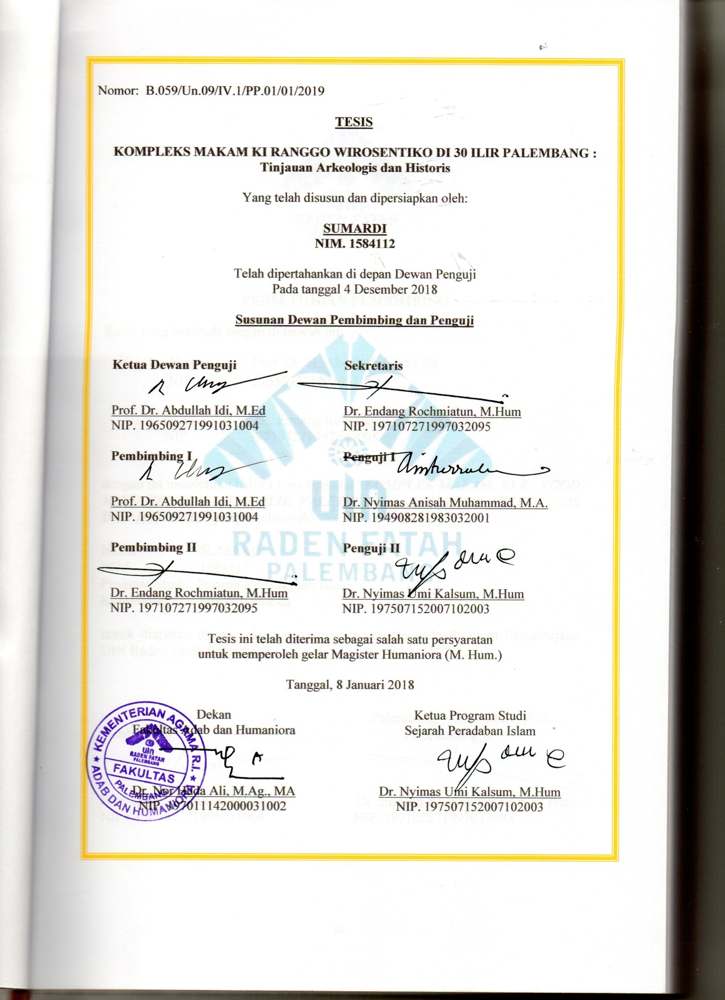 Nomor: B.059/Un.09/IV.1/PP.01/01/2019
TESIS
KOMPLEKS MAKAM KI RANGGO WIROSENTIKO DI 30 ILIR PALEMBANG :
Tinjauan Arkeologis dan Historis
Yang telah disusun dan dipersiapkan oleh:
SUMARDI
NIM. 1584112
Telah dipertahankan di depan Dewan Penguji
Pada tanggal 4 Desember 2018
Susunan Dewan Pembimbing dan Penguji
Ketua Dewan Penguji Sekretaris
Prof. Dr. Abdullah Idi, M.Ed Dr. Endang Rochmiatun, M.Hum
NIP. 196509271991031004 NIP. 197107271997032095
Pembimbing I Penguji I
Prof. Dr. Abdullah Idi, M.Ed Dr. Nyimas Anisah Muhammad, M.A.
NIP. 196509271991031004 NIP. 194908281983032001
uin
RADEN FATAH
PALEMBANG
Pembimbing II Penguji II
Dr. Endang Rochmiatun, M.Hum Dr. Nyimas Umi Kalsum, M.Hum
NIP. 197107271997032095 NIP. 197507152007102003
Tesis ini telah diterima sebagai salah satu persyaratan
untuk memperoleh gelar Magister Humaniora (M. Hum.)
Tanggal, 8 Januari 2018
Dekan Ketua Program Studi
Fakultas Adab dan Humaniora Sejarah Peradaban Islam
KEMENTERIAN AGAMA R.I.
uin
RADEN FATAH
PALEMBANG
FAKULTAS
PALEMBANG
ADAB DAN HUMANIORA
Dr. Nor Huda Ali, M.Ag., MA Dr. Nyimas Umi Kalsum, M.Hum
NIP. 197011142000031002 NIP. 197507152007102003